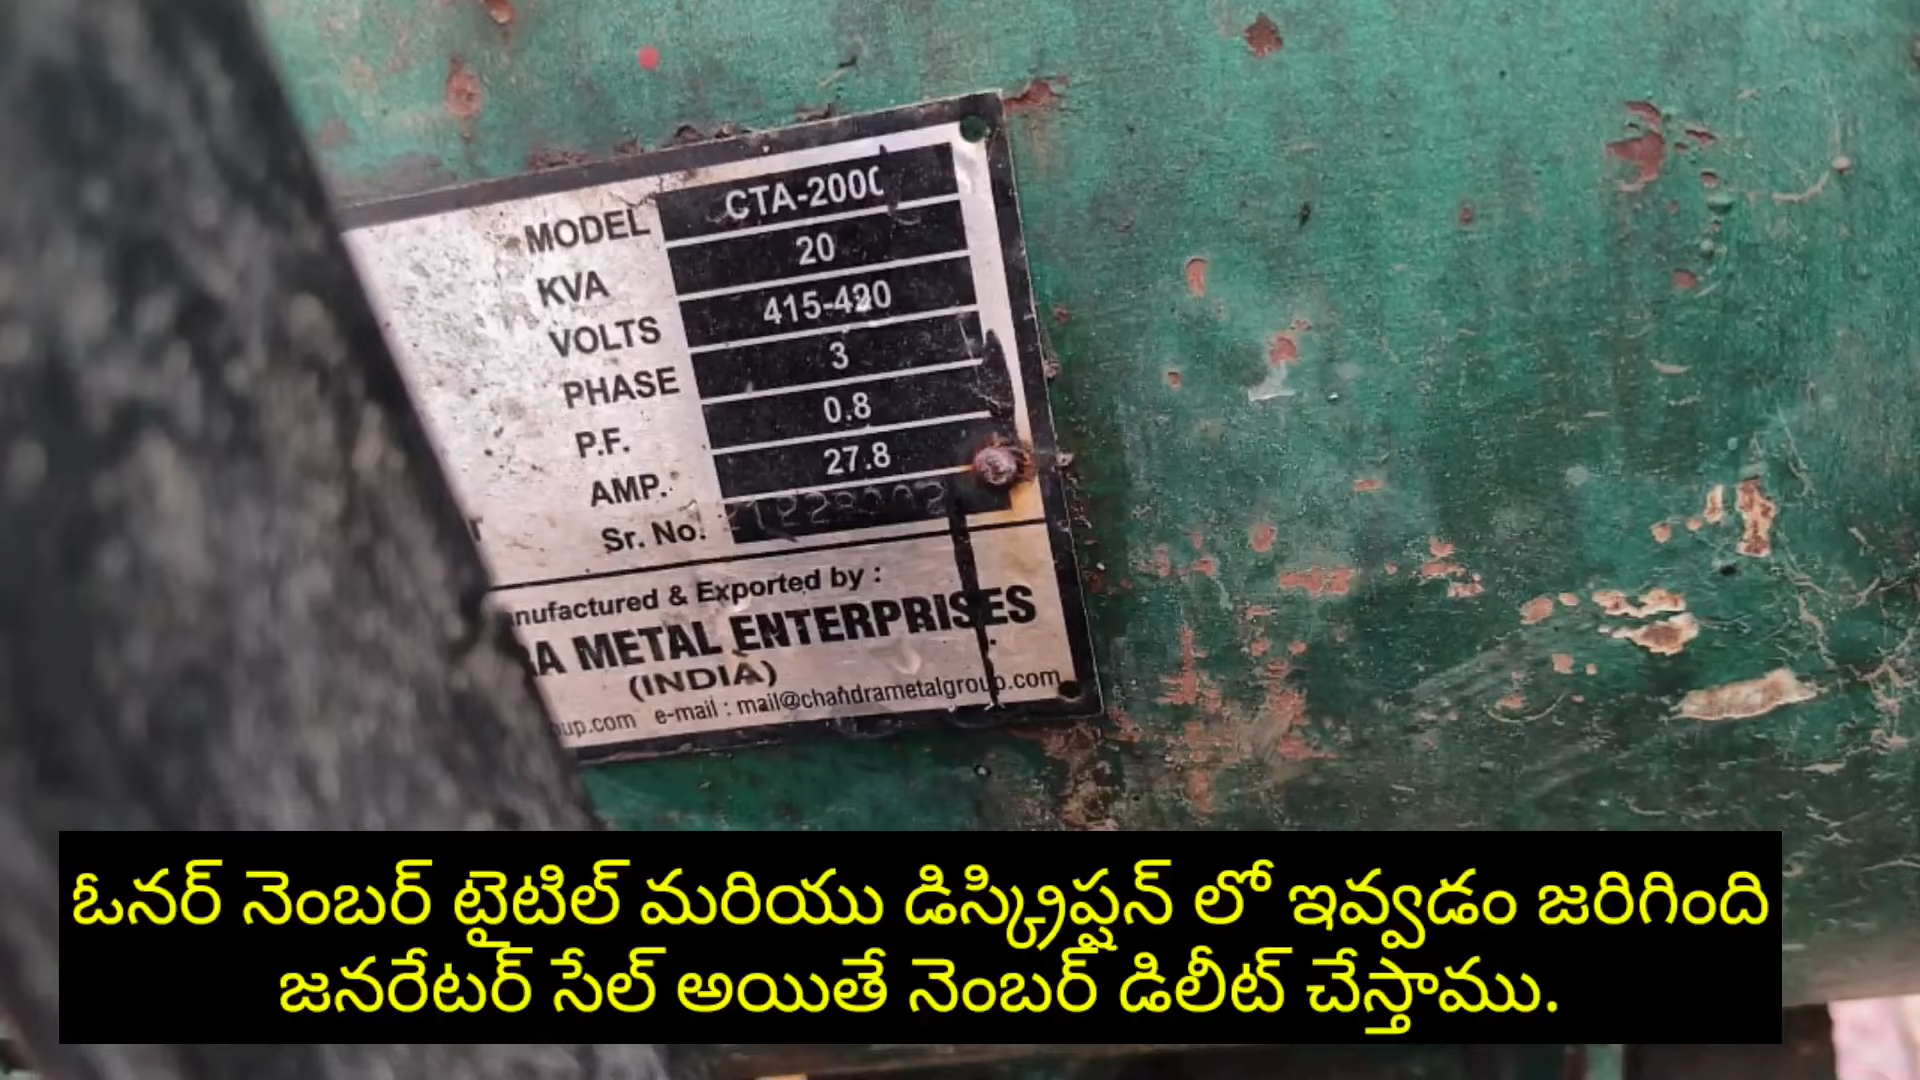 MODEL CTA-2000
KVA 20
VOLTS 415-420
PHASE 3
P.F. 0.8
AMP. 27.8
Sr. No.
& Exported by :
METAL ENTERPRISES
(INDIA)
e-mail : mail@chandrametalgroup.com
ఓనర్ నెంబర్ టైటిల్ మరియు డిస్క్రిప్షన్ లో ఇవ్వడం జరిగింది
జనరేటర్ సేల్ అయితే నెంబర్ డిలీట్ చేస్తాము.